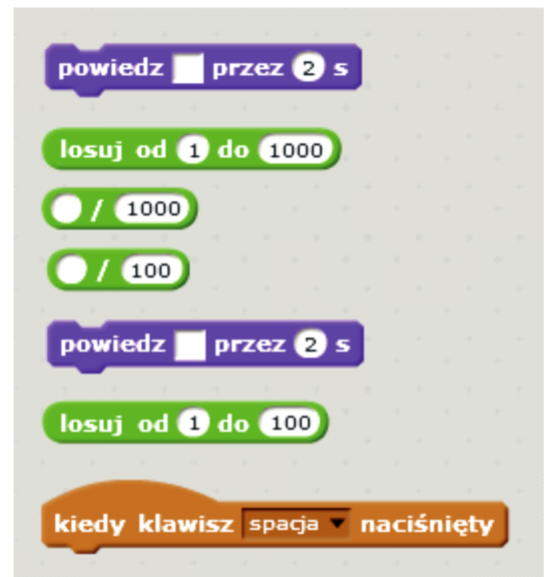 powiedz przez 2 s
losuj od 1 do 1000
/ 1000
/ 100
powiedz przez 2 s
losuj od 1 do 100
kiedy klawisz spacja naciśnięty